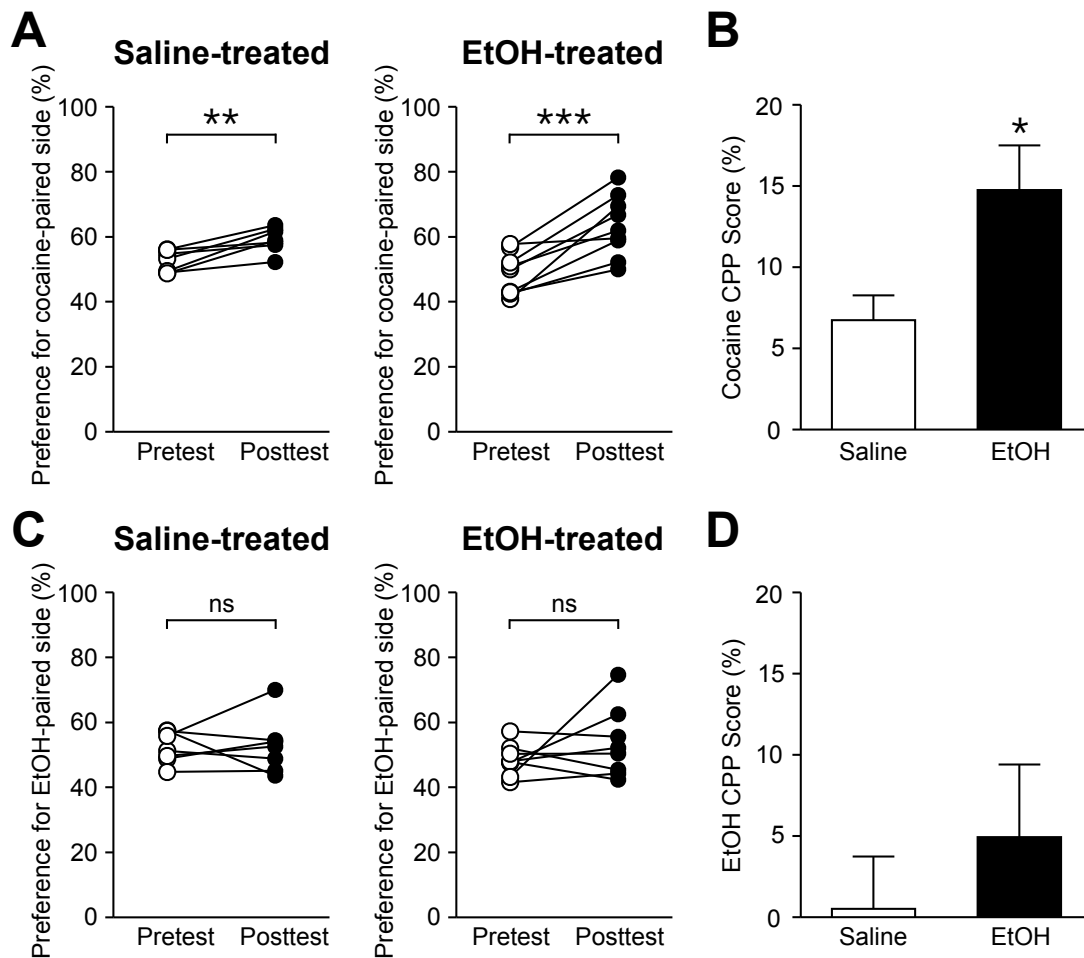 A
Saline-treated
EtOH-treated
Preference for cocaine-paired side (%)
100
80
60
40
20
0
**
Pretest
Posttest
Preference for cocaine-paired side (%)
100
80
60
40
20
0
***
Pretest
Posttest
B
Cocaine CPP Score (%)
20
15
10
5
0
*
Saline
EtOH
C
Saline-treated
EtOH-treated
Preference for EtOH-paired side (%)
100
80
60
40
20
0
ns
Pretest
Posttest
Preference for EtOH-paired side (%)
100
80
60
40
20
0
ns
Pretest
Posttest
D
EtOH CPP Score (%)
20
15
10
5
0
Saline
EtOH